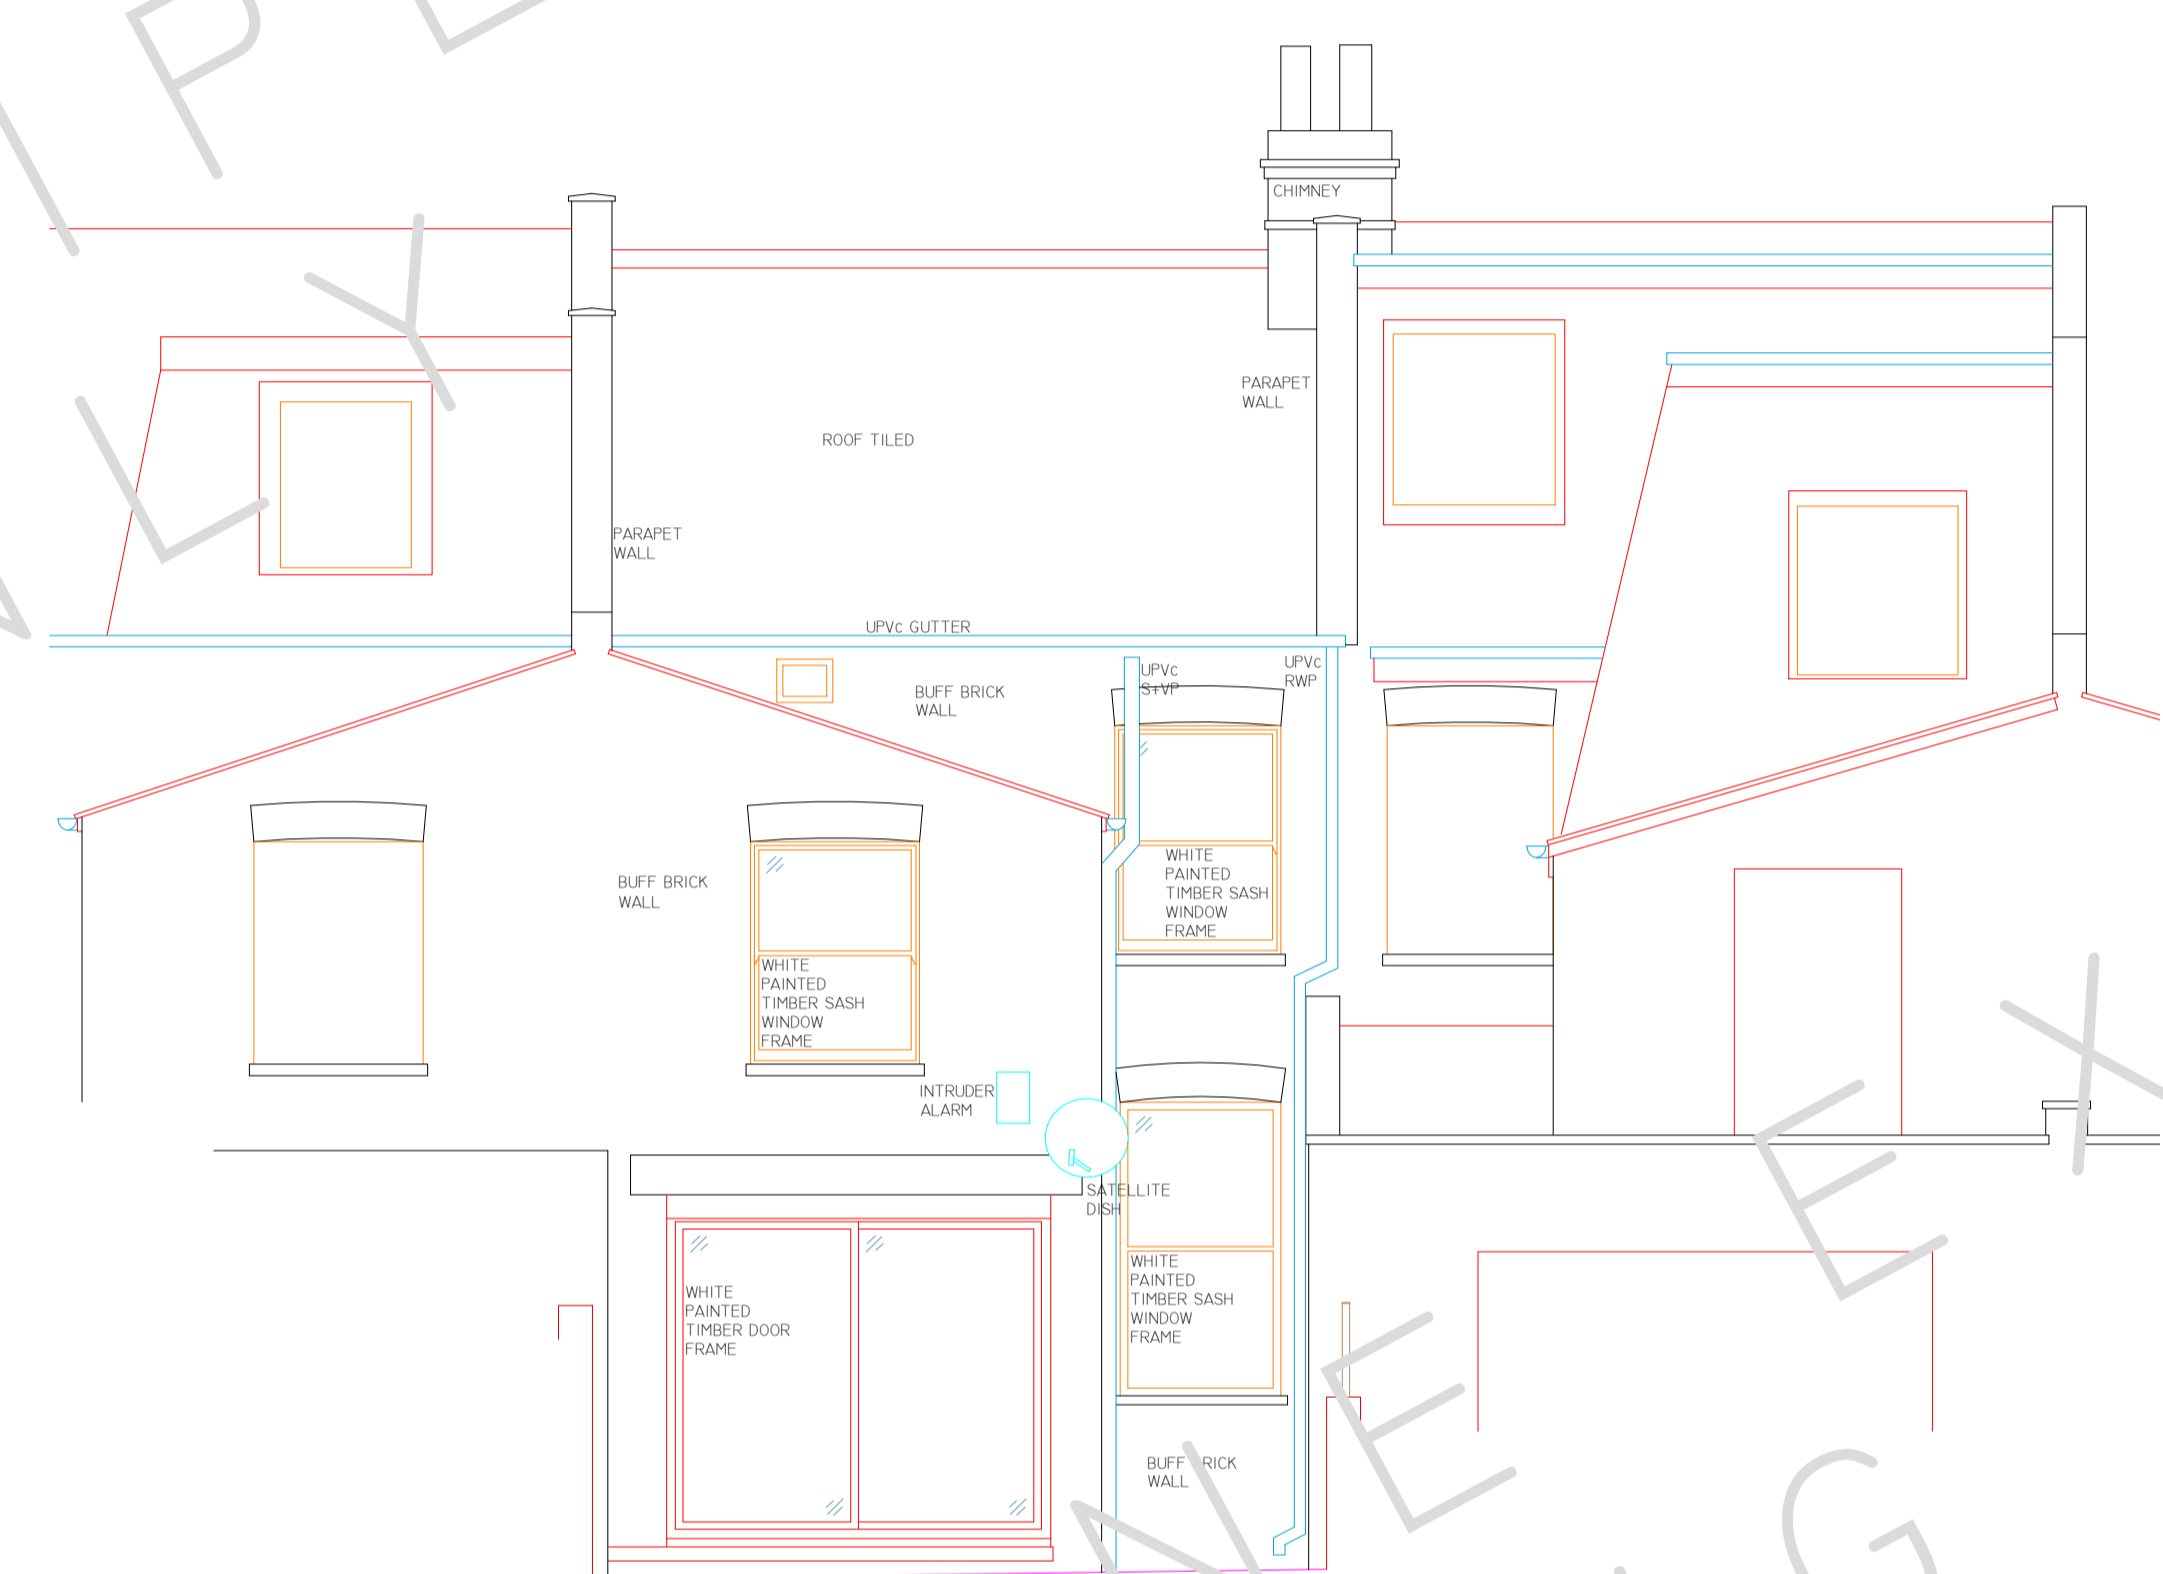 CHIMNEY
PARAPET
WALL
ROOF TILED
PARAPET
WALL
UPVc GUTTER
UPVc
S+VP
UPVc
RWP
BUFF BRICK
WALL
BUFF BRICK
WALL
WHITE
PAINTED
TIMBER SASH
WINDOW
FRAME
WHITE
PAINTED
TIMBER SASH
WINDOW
FRAME
INTRUDER
ALARM
SATELLITE
DISH
WHITE
PAINTED
TIMBER SASH
WINDOW
FRAME
WHITE
PAINTED
TIMBER DOOR
FRAME
BUFF BRICK
WALL